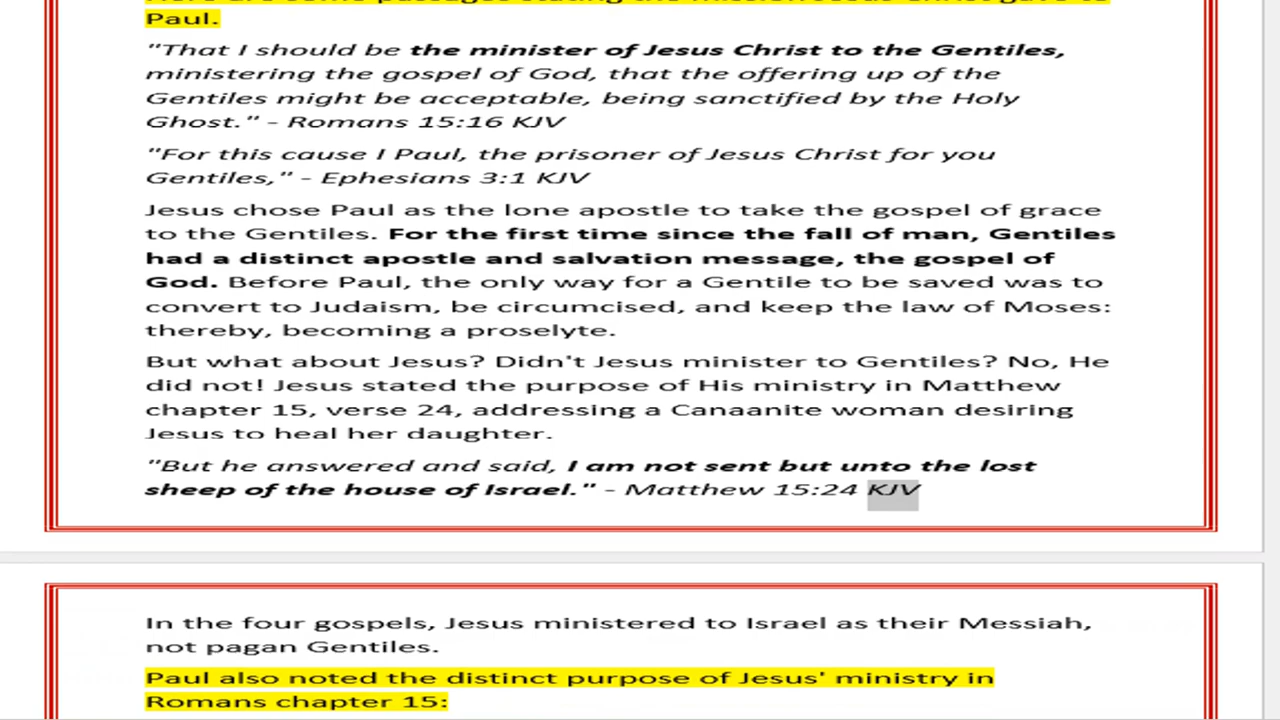 Paul.
"That I should be the minister of Jesus Christ to the Gentiles,
ministering the gospel of God, that the offering up of the
Gentiles might be acceptable, being sanctified by the Holy
Ghost." - Romans 15:16 KJV
"For this cause I Paul, the prisoner of Jesus Christ for you
Gentiles," - Ephesians 3:1 KJV
Jesus chose Paul as the lone apostle to take the gospel of grace
to the Gentiles. For the first time since the fall of man, Gentiles
had a distinct apostle and salvation message, the gospel of
God. Before Paul, the only way for a Gentile to be saved was to
convert to Judaism, be circumcised, and keep the law of Moses:
thereby, becoming a proselyte.
But what about Jesus? Didn't Jesus minister to Gentiles? No, He
did not! Jesus stated the purpose of His ministry in Matthew
chapter 15, verse 24, addressing a Canaanite woman desiring
Jesus to heal her daughter.
"But he answered and said, I am not sent but unto the lost
sheep of the house of Israel." - Matthew 15:24 KJV
In the four gospels, Jesus ministered to Israel as their Messiah,
not pagan Gentiles.
Paul also noted the distinct purpose of Jesus' ministry in
Romans chapter 15: